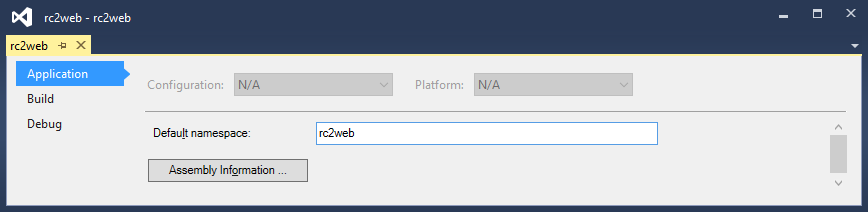 rc2web - rc2web
rc2web
Application
Build
Debug
Configuration: N/A Platform: N/A
Default namespace: rc2web
Assembly Information ...